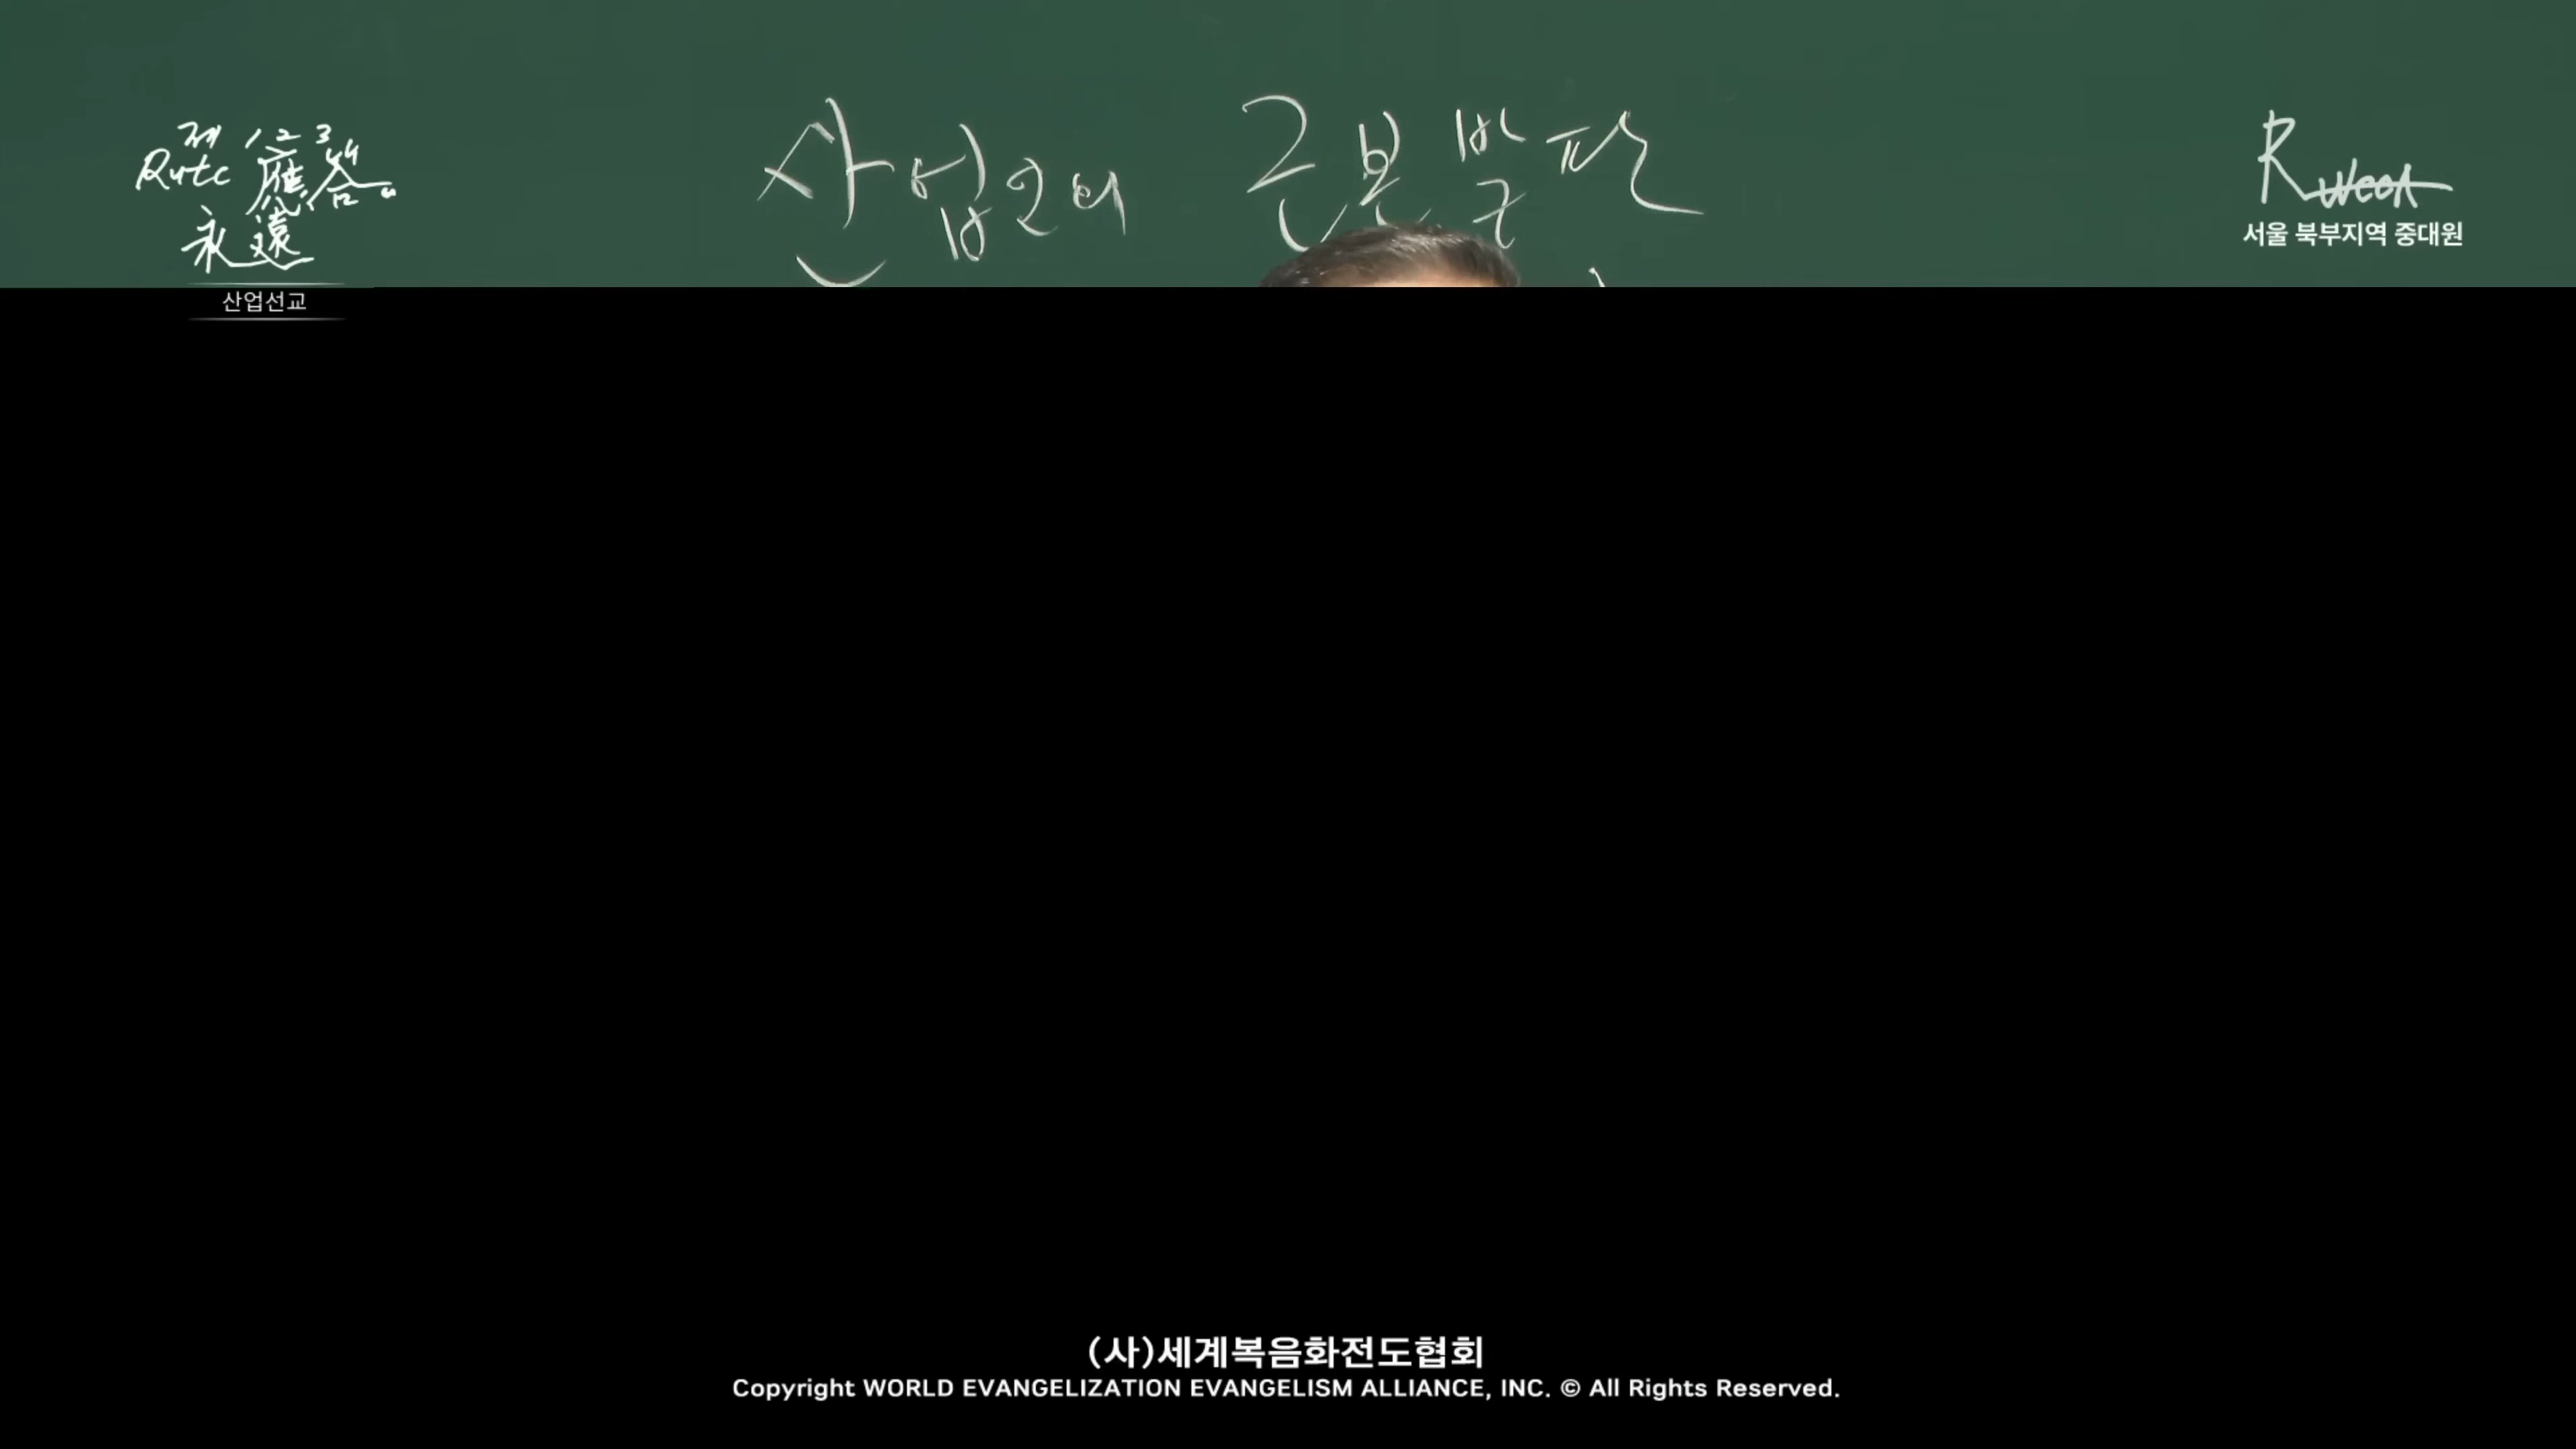 산업인의 근본 발판
제 1 2 3
Rutc 應答
永遠
산업선교
R
서울 북부지역 중대원
(사)세계복음화전도협회
Copyright WORLD EVANGELIZATION EVANGELISM ALLIANCE, INC. © All Rights Reserved.